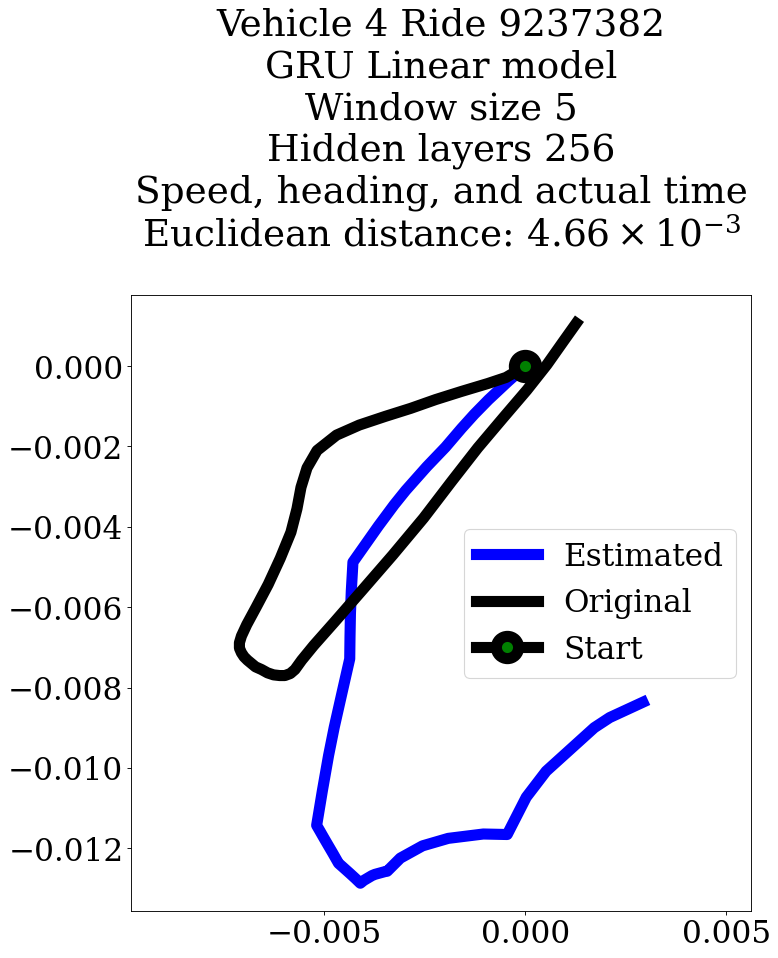 Vehicle 4 Ride 9237382
GRU Linear model
Window size 5
Hidden layers 256
Speed, heading, and actual time
Euclidean distance: 4.66 × 10⁻³
0.000
−0.002
−0.004
−0.006
−0.008
−0.010
−0.012
Estimated
Original
Start
−0.005
0.000
0.005